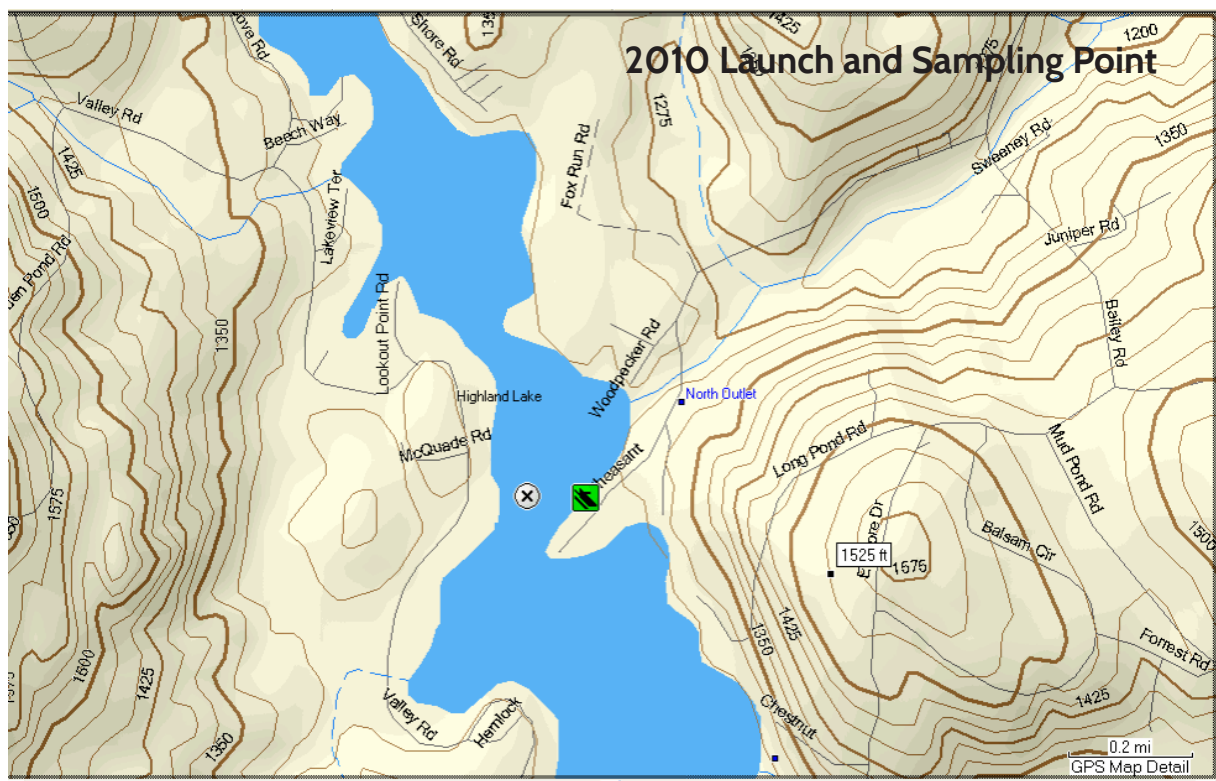 2010 Launch and Sampling Point
1425
1200
1275
Shore Rd
Valley Rd
Beech Way
1425
1275
Fox Run Rd
Sweeney Rd
1350
1500
Lakeview Ter
Juniper Rd
1350
Lookout Point Rd
Bailey Rd
Woodpecker Rd
Highland Lake
North Outlet
McQuade Rd
Long Pond Rd
Mud Pond Rd
1575
1525 ft
1575
Balsam Cir
1500
1350
1425
Forrest Rd
1500
1425
Valley Rd
Hemlock
Chestnut
1425
1350
0.2 mi
GPS Map Detail